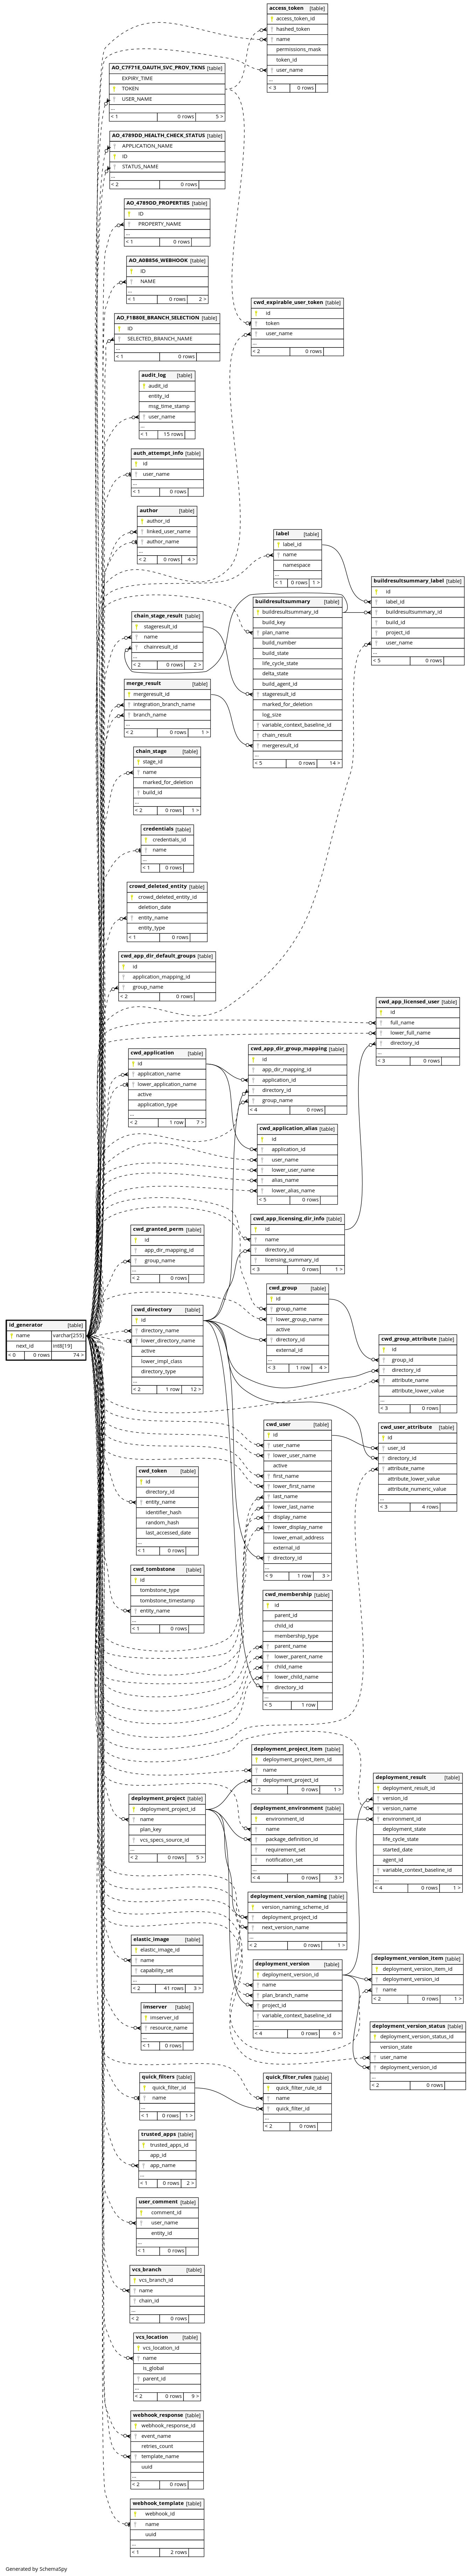 access_token [table]
access_token_id
hashed_token
name
permissions_mask
token_id
user_name
...
< 3 0 rows
AO_C7F71E_OAUTH_SVC_PROV_TKNS [table]
EXPIRY_TIME
TOKEN
USER_NAME
...
< 1 0 rows 5 >
AO_4789DD_HEALTH_CHECK_STATUS [table]
APPLICATION_NAME
ID
STATUS_NAME
...
< 2 0 rows
AO_4789DD_PROPERTIES [table]
ID
PROPERTY_NAME
...
< 1 0 rows
AO_A0B856_WEBHOOK [table]
ID
NAME
...
< 1 0 rows 2 >
AO_F1B80E_BRANCH_SELECTION [table]
ID
SELECTED_BRANCH_NAME
...
< 1 0 rows
cwd_expirable_user_token [table]
id
token
user_name
...
< 2 0 rows
audit_log [table]
audit_id
entity_id
msg_time_stamp
user_name
...
< 1 15 rows
auth_attempt_info [table]
id
user_name
...
< 1 0 rows
author [table]
author_id
linked_user_name
author_name
...
< 2 0 rows 4 >
label [table]
label_id
name
namespace
...
< 1 0 rows 1 >
buildresultsummary_label [table]
id
label_id
buildresultsummary_id
build_id
project_id
user_name
...
< 5 0 rows
buildresultsummary [table]
buildresultsummary_id
build_key
plan_name
build_number
build_state
life_cycle_state
delta_state
build_agent_id
stageresult_id
marked_for_deletion
log_size
variable_context_baseline_id
chain_result
mergeresult_id
...
< 5 0 rows 14 >
chain_stage_result [table]
stageresult_id
name
chainresult_id
...
< 2 0 rows 2 >
merge_result [table]
mergeresult_id
integration_branch_name
branch_name
...
< 2 0 rows 1 >
chain_stage [table]
stage_id
name
marked_for_deletion
build_id
...
< 2 0 rows 1 >
credentials [table]
credentials_id
name
...
< 1 0 rows
crowd_deleted_entity [table]
crowd_deleted_entity_id
deletion_date
entity_name
entity_type
< 1 0 rows
cwd_app_dir_default_groups [table]
id
application_mapping_id
group_name
< 2 0 rows
cwd_app_licensed_user [table]
id
full_name
lower_full_name
directory_id
...
< 3 0 rows
cwd_application [table]
id
application_name
lower_application_name
active
application_type
...
< 2 1 row 7 >
cwd_app_dir_group_mapping [table]
id
app_dir_mapping_id
application_id
directory_id
group_name
< 4 0 rows
cwd_application_alias [table]
id
application_id
user_name
lower_user_name
alias_name
lower_alias_name
< 5 0 rows
cwd_app_licensing_dir_info [table]
id
name
directory_id
licensing_summary_id
< 3 0 rows 1 >
cwd_granted_perm [table]
id
app_dir_mapping_id
group_name
...
< 2 0 rows
cwd_group [table]
id
group_name
lower_group_name
active
directory_id
external_id
...
< 3 1 row 4 >
cwd_directory [table]
id
directory_name
lower_directory_name
active
lower_impl_class
directory_type
...
< 2 1 row 12 >
id_generator [table]
name varchar[255]
next_id int8[19]
< 0 0 rows 74 >
cwd_group_attribute [table]
id
group_id
directory_id
attribute_name
attribute_lower_value
...
< 3 0 rows
cwd_user_attribute [table]
id
user_id
directory_id
attribute_name
attribute_lower_value
attribute_numeric_value
...
< 3 4 rows
cwd_user [table]
id
user_name
lower_user_name
active
first_name
lower_first_name
last_name
lower_last_name
display_name
lower_display_name
lower_email_address
external_id
directory_id
...
< 9 1 row 3 >
cwd_token [table]
id
directory_id
entity_name
identifier_hash
random_hash
last_accessed_date
...
< 1 0 rows
cwd_tombstone [table]
id
tombstone_type
tombstone_timestamp
entity_name
...
< 1 0 rows
cwd_membership [table]
id
parent_id
child_id
membership_type
parent_name
lower_parent_name
child_name
lower_child_name
directory_id
...
< 5 1 row
deployment_project_item [table]
deployment_project_item_id
name
deployment_project_id
< 2 0 rows 1 >
deployment_result [table]
deployment_result_id
version_id
version_name
environment_id
deployment_state
life_cycle_state
started_date
agent_id
variable_context_baseline_id
...
< 4 0 rows 1 >
deployment_project [table]
deployment_project_id
name
plan_key
vcs_specs_source_id
...
< 2 0 rows 5 >
deployment_environment [table]
environment_id
name
package_definition_id
requirement_set
notification_set
...
< 4 0 rows 3 >
deployment_version_naming [table]
version_naming_scheme_id
deployment_project_id
next_version_name
...
< 2 0 rows 1 >
elastic_image [table]
elastic_image_id
name
capability_set
...
< 2 41 rows 3 >
deployment_version [table]
deployment_version_id
name
plan_branch_name
project_id
variable_context_baseline_id
...
< 4 0 rows 6 >
deployment_version_item [table]
deployment_version_item_id
deployment_version_id
name
< 2 0 rows 1 >
imserver [table]
imserver_id
resource_name
...
< 1 0 rows
deployment_version_status [table]
deployment_version_status_id
version_state
user_name
deployment_version_id
...
< 2 0 rows
quick_filters [table]
quick_filter_id
name
...
< 1 0 rows 1 >
quick_filter_rules [table]
quick_filter_rule_id
name
quick_filter_id
...
< 2 0 rows
trusted_apps [table]
trusted_apps_id
app_id
app_name
...
< 1 0 rows 2 >
user_comment [table]
comment_id
user_name
entity_id
...
< 1 0 rows
vcs_branch [table]
vcs_branch_id
name
chain_id
...
< 2 0 rows
vcs_location [table]
vcs_location_id
name
is_global
parent_id
...
< 2 0 rows 9 >
webhook_response [table]
webhook_response_id
event_name
retries_count
template_name
uuid
...
< 2 0 rows
webhook_template [table]
webhook_id
name
uuid
...
< 1 2 rows
Generated by SchemaSpy